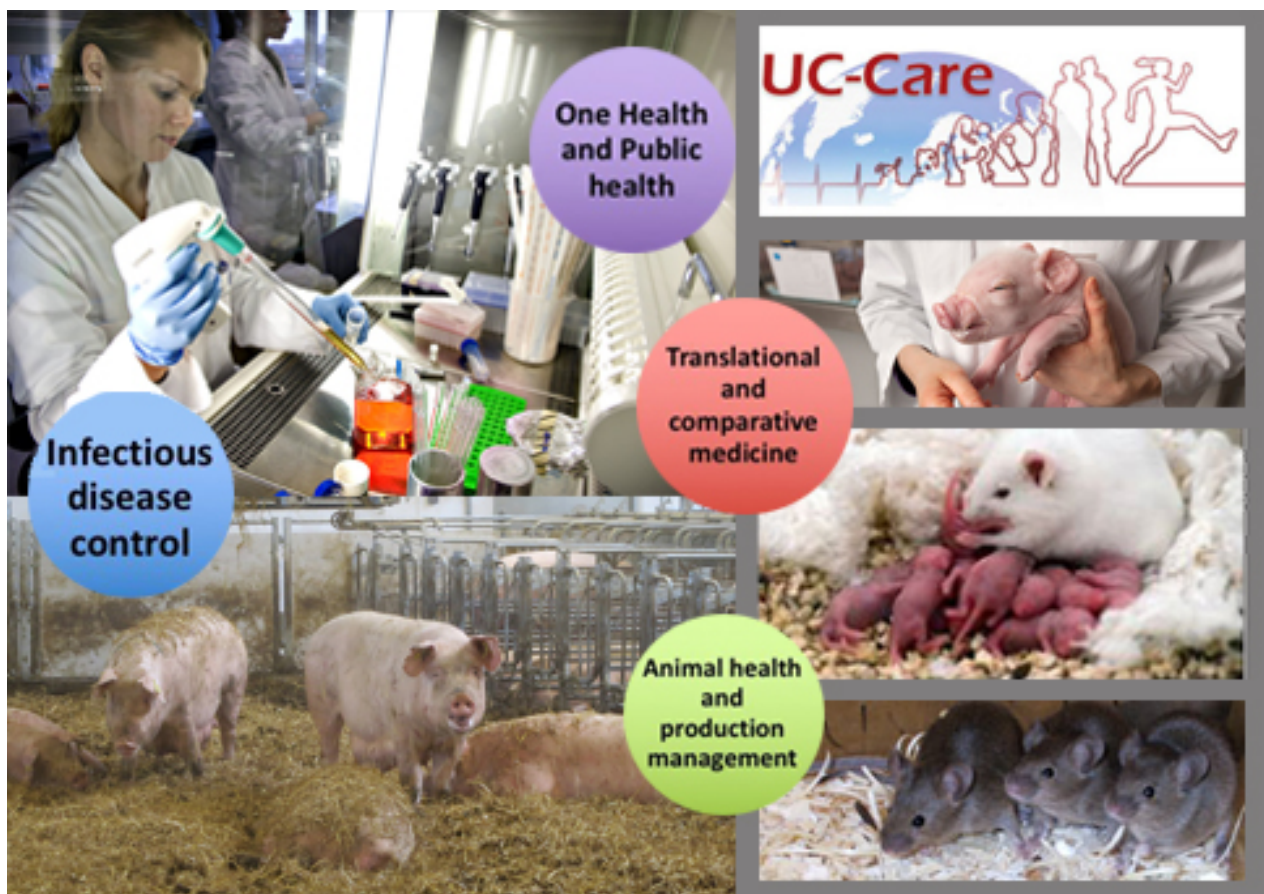 One Health
and Public
health
UC-Care
Translational
and
comparative
medicine
Infectious
disease
control
Animal health
and
production
management